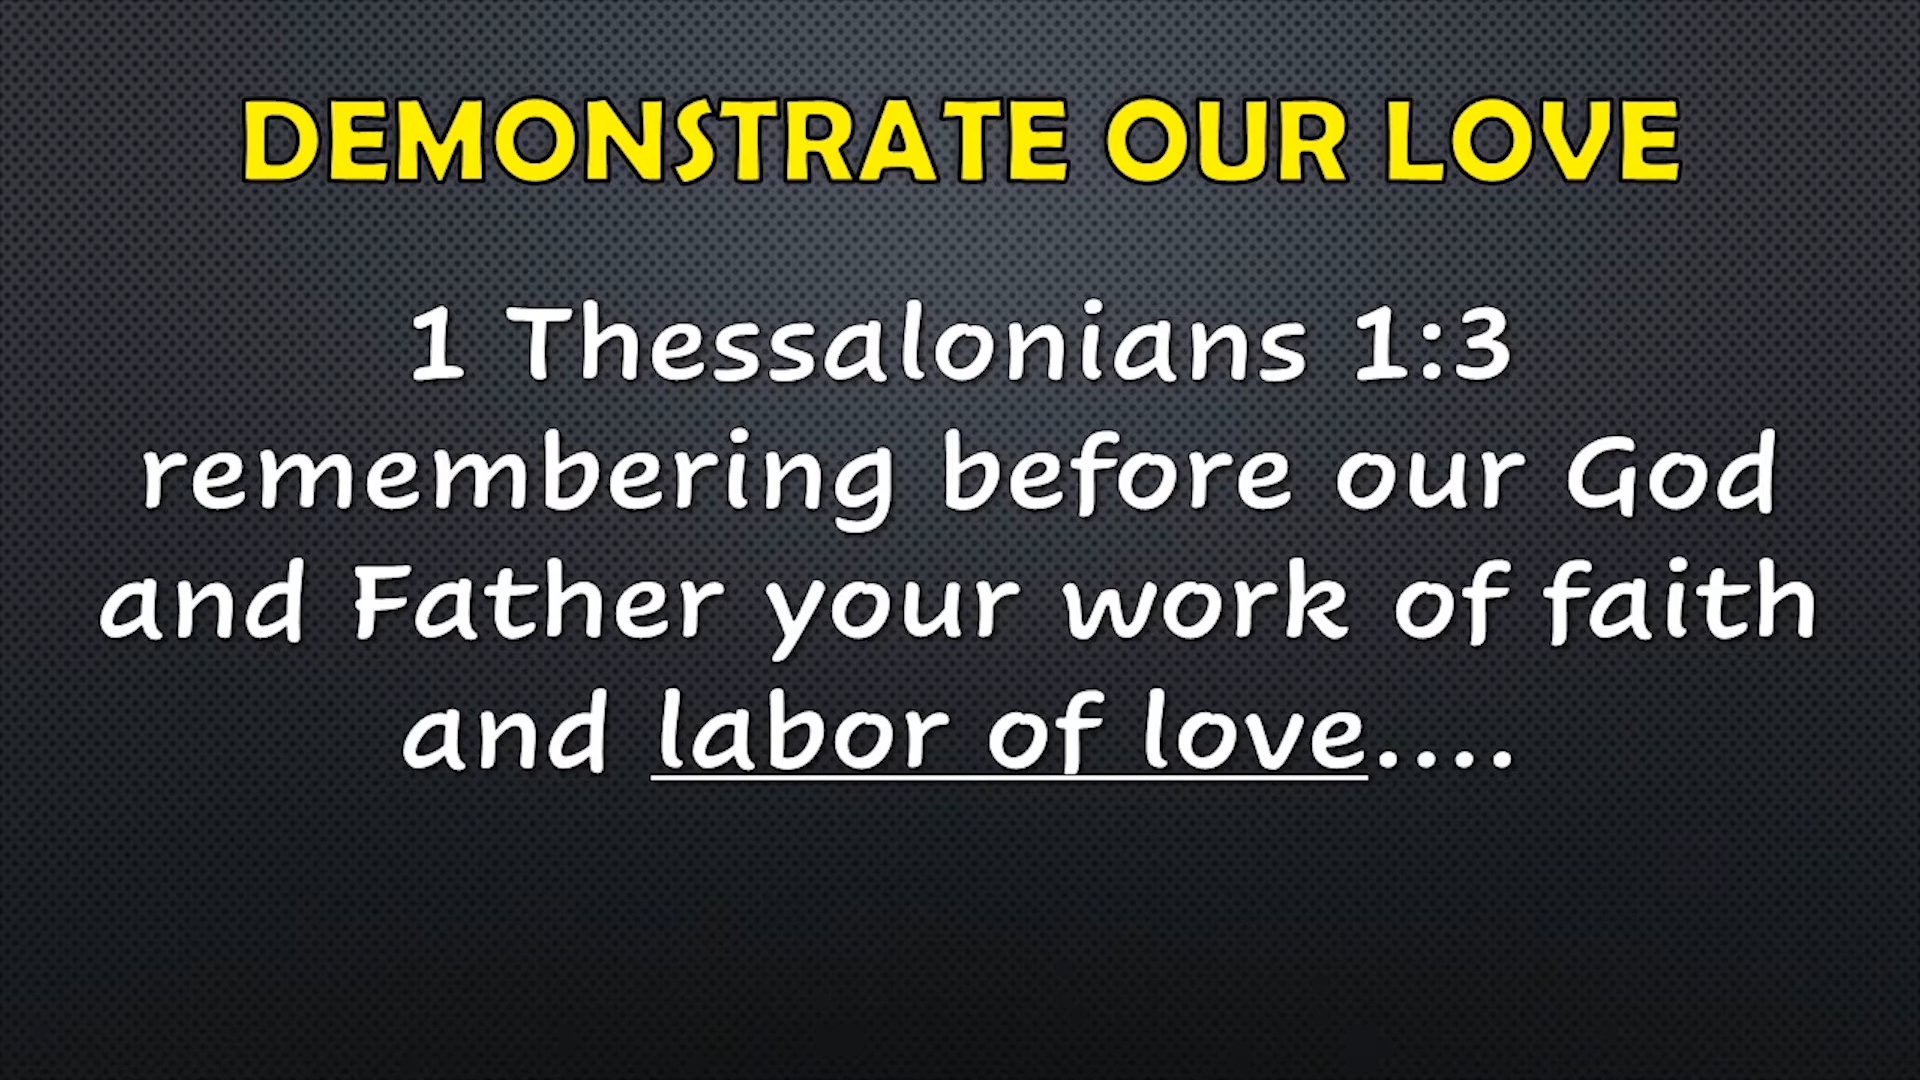 DEMONSTRATE OUR LOVE
1 Thessalonians 1:3
remembering before our God
and Father your work of faith
and labor of love....